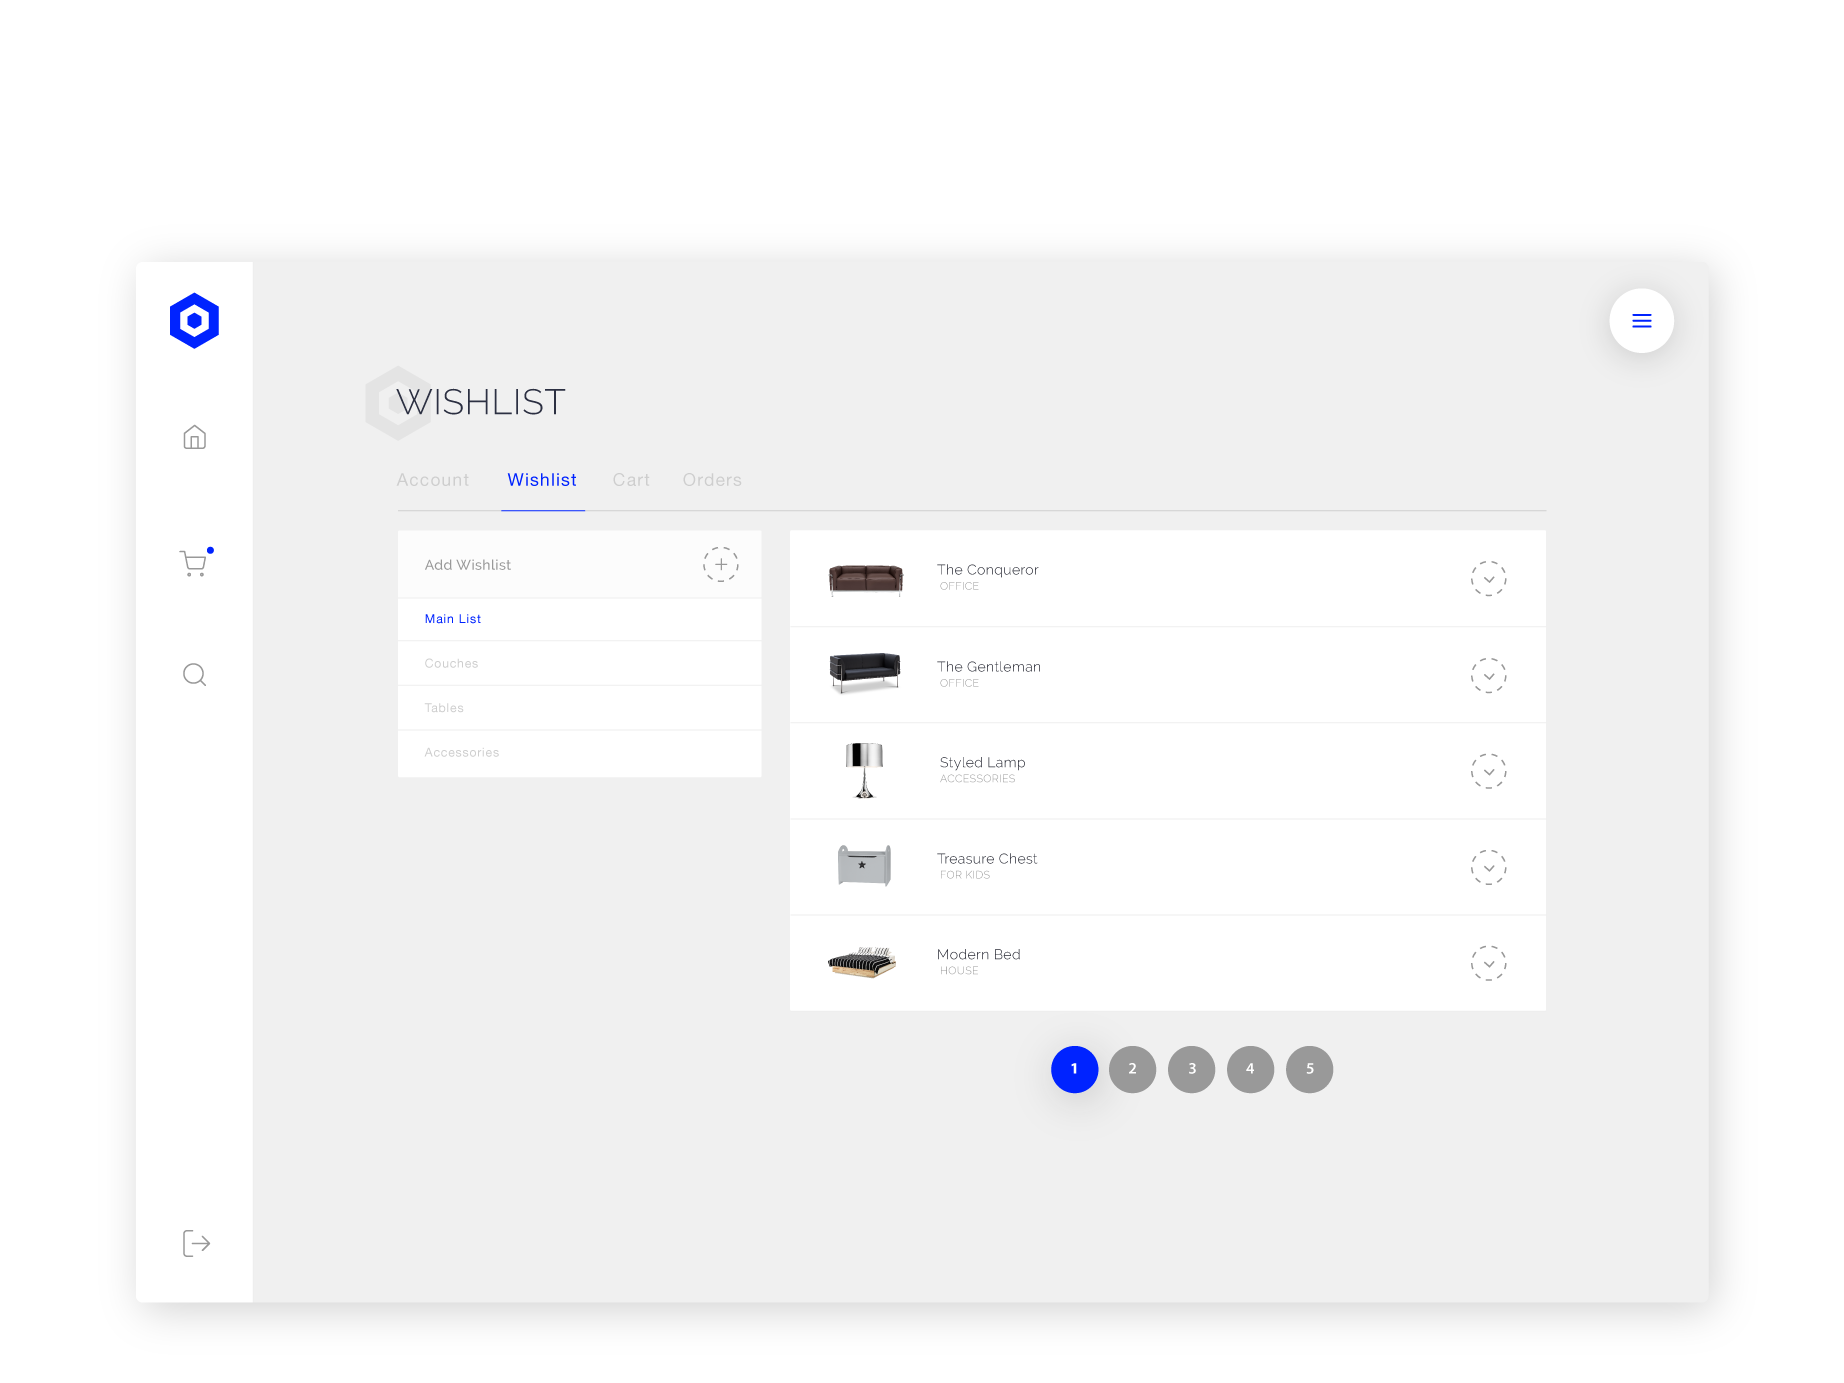 WISHLIST
Account Wishlist Cart Orders
Add Wishlist
Main List
Couches
Tables
Accessories
The Conqueror
OFFICE
The Gentleman
OFFICE
Styled Lamp
ACCESSORIES
Treasure Chest
FOR KIDS
Modern Bed
HOUSE
1 2 3 4 5